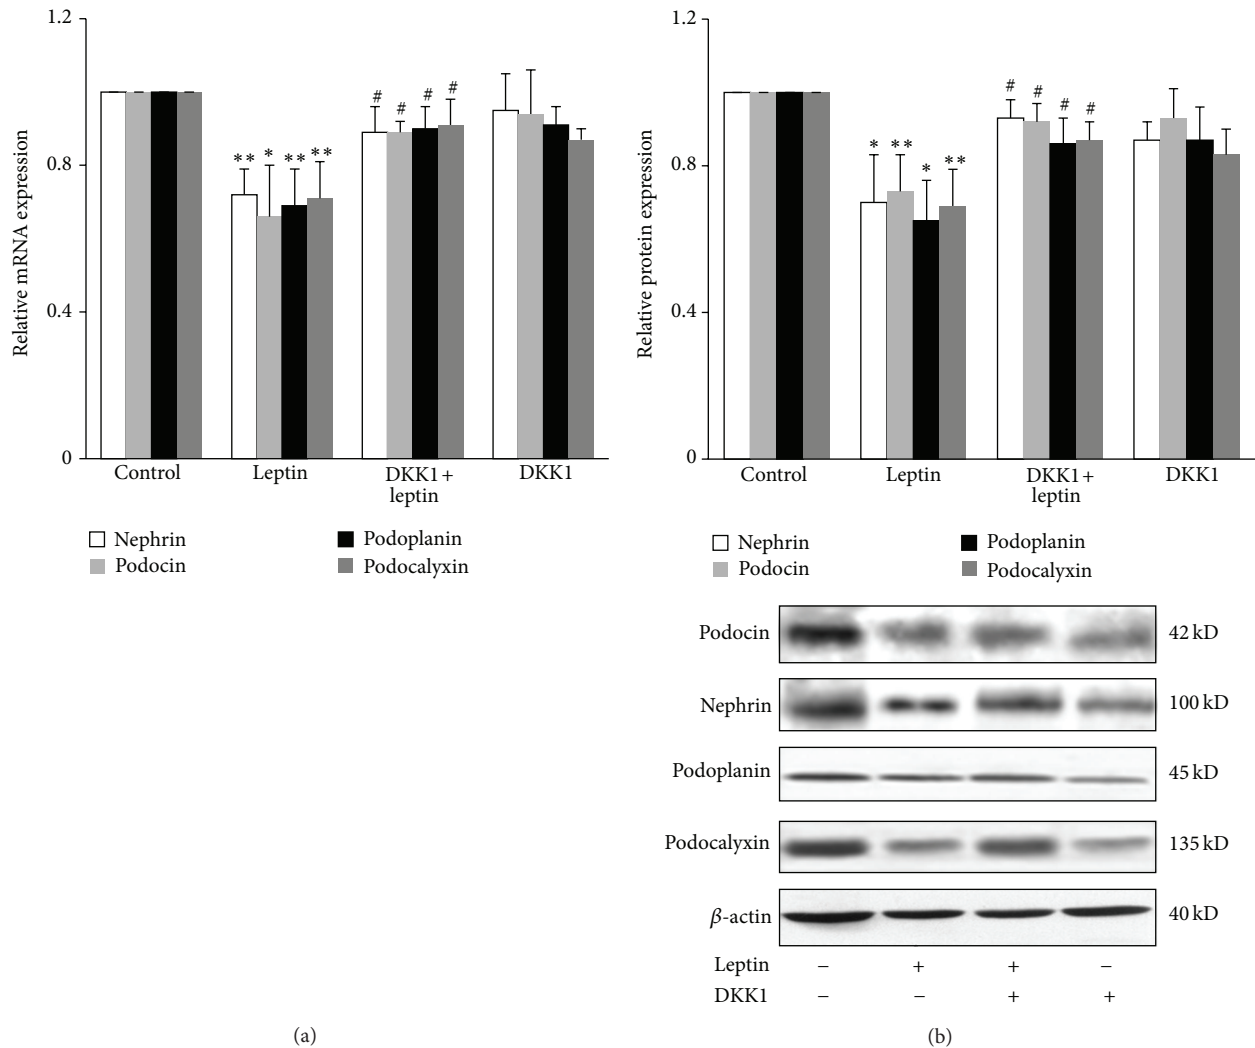 1.2
0.8
0.4
0
Relative mRNA expression
** * ** **
# # # #
Control Leptin DKK1 + leptin DKK1
Nephrin
Podocin
Podoplanin
Podocalyxin
(a)
1.2
0.8
0.4
0
Relative protein expression
* ** * **
# # # #
Control Leptin DKK1 + leptin DKK1
Nephrin
Podocin
Podoplanin
Podocalyxin
Podocin 42 kD
Nephrin 100 kD
Podoplanin 45 kD
Podocalyxin 135 kD
β-actin 40 kD
Leptin − + + −
DKK1 − − + +
(b)